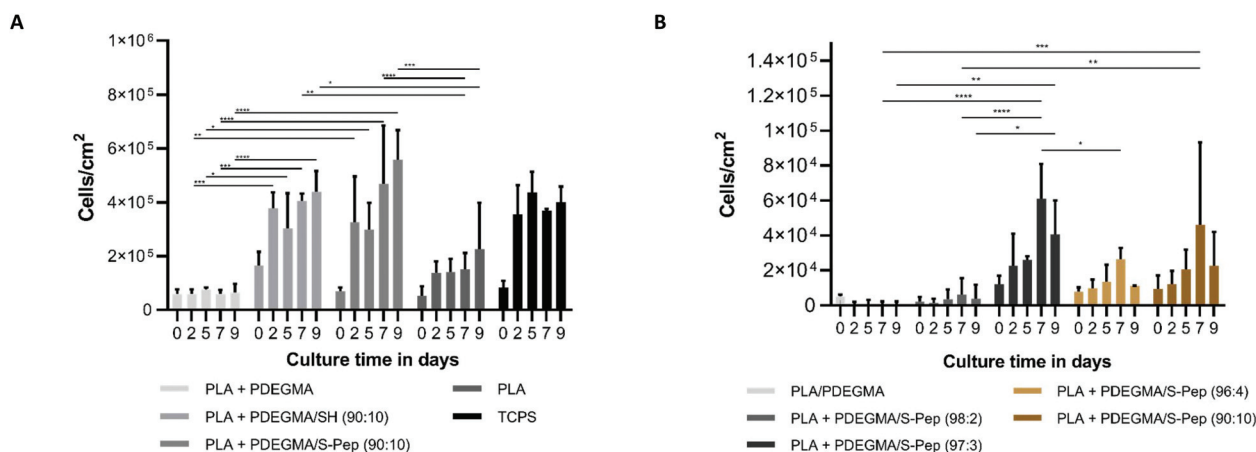 A
1×10⁶
8×10⁵
6×10⁵
4×10⁵
2×10⁵
0
Cells/cm²
***
****
*
**
****
****
*
**
****
***
*
***
0 2 5 7 9 0 2 5 7 9 0 2 5 7 9 0 2 5 7 9 0 2 5 7 9
Culture time in days
PLA + PDEGMA
PLA + PDEGMA/SH (90:10)
PLA + PDEGMA/S-Pep (90:10)
PLA
TCPS
B
1.4×10⁵
1.2×10⁵
1×10⁵
8×10⁴
6×10⁴
4×10⁴
2×10⁴
0
Cells/cm²
***
**
**
****
****
*
*
0 2 5 7 9 0 2 5 7 9 0 2 5 7 9 0 2 5 7 9 0 2 5 7 9
Culture time in days
PLA/PDEGMA
PLA + PDEGMA/S-Pep (98:2)
PLA + PDEGMA/S-Pep (97:3)
PLA + PDEGMA/S-Pep (96:4)
PLA + PDEGMA/S-Pep (90:10)